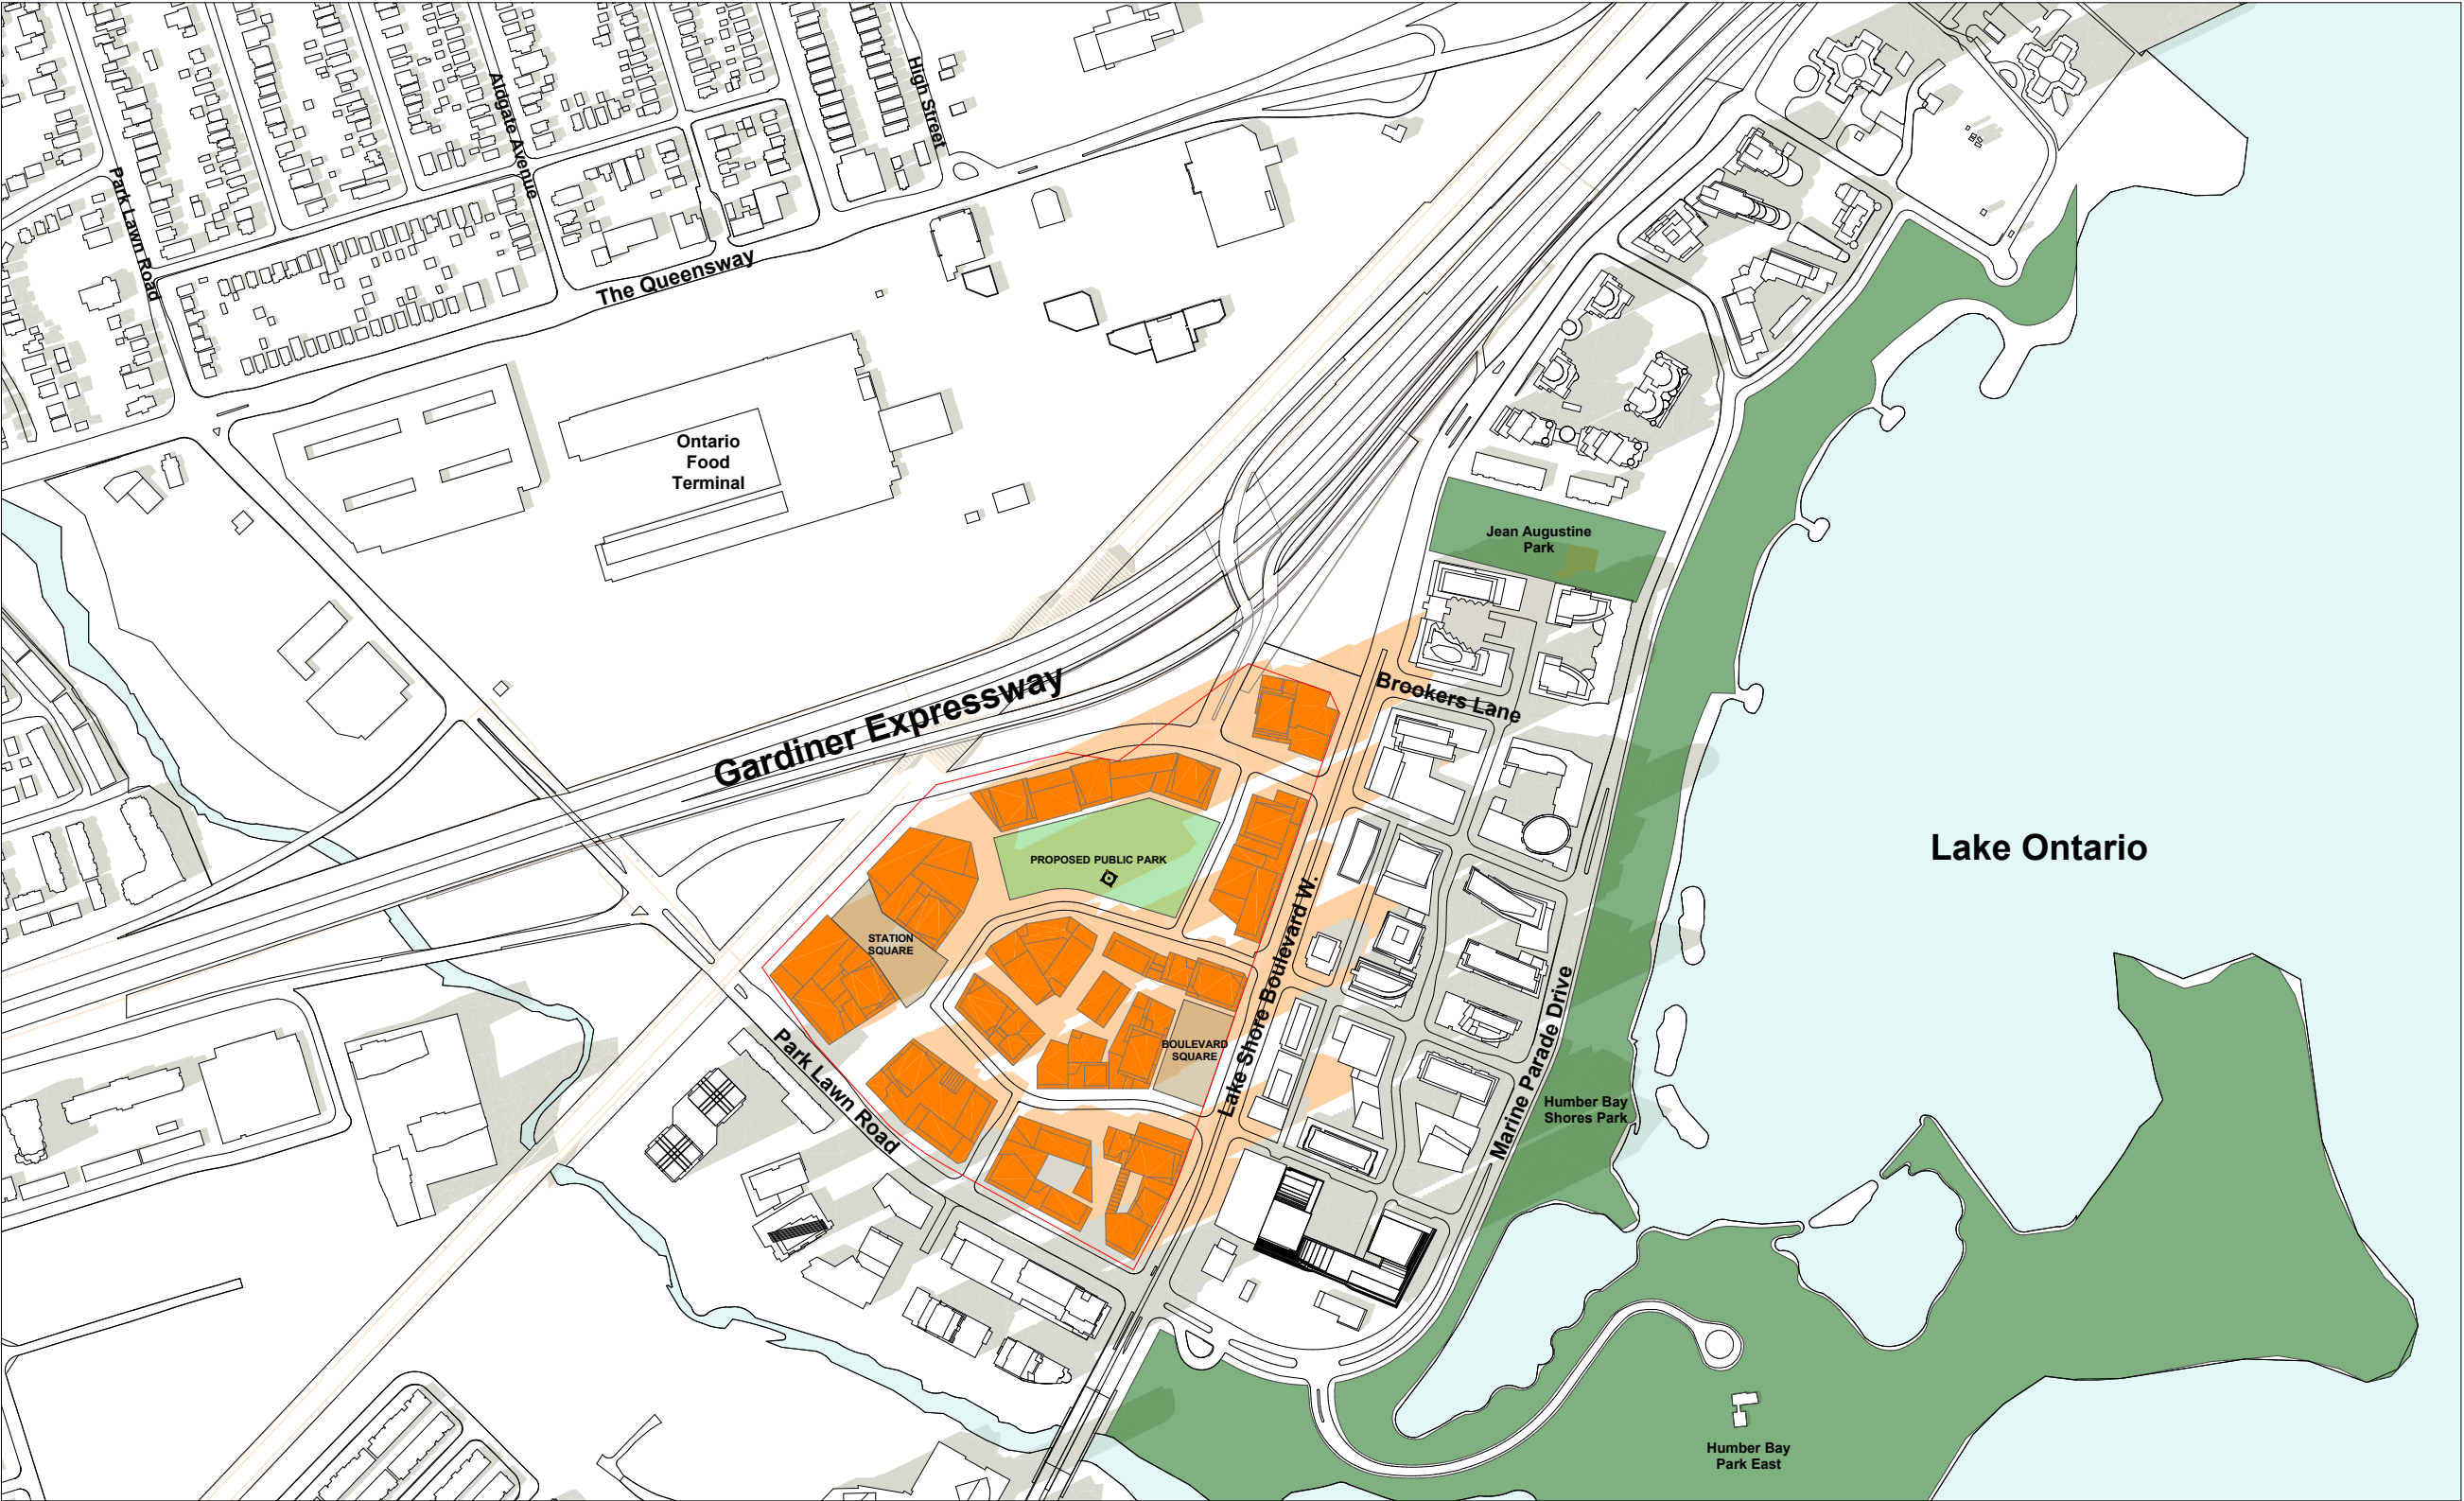 High Street
Aldgate Avenue
Park Lawn Road
The Queensway
Ontario
Food
Terminal
Jean Augustine
Park
Brookers Lane
Gardiner Expressway
Lake Ontario
PROPOSED PUBLIC PARK
STATION
SQUARE
Lake Shore Boulevard W.
BOULEVARD
SQUARE
Park Lawn Road
Marine Parade Drive
Humber Bay
Shores Park
Humber Bay
Park East